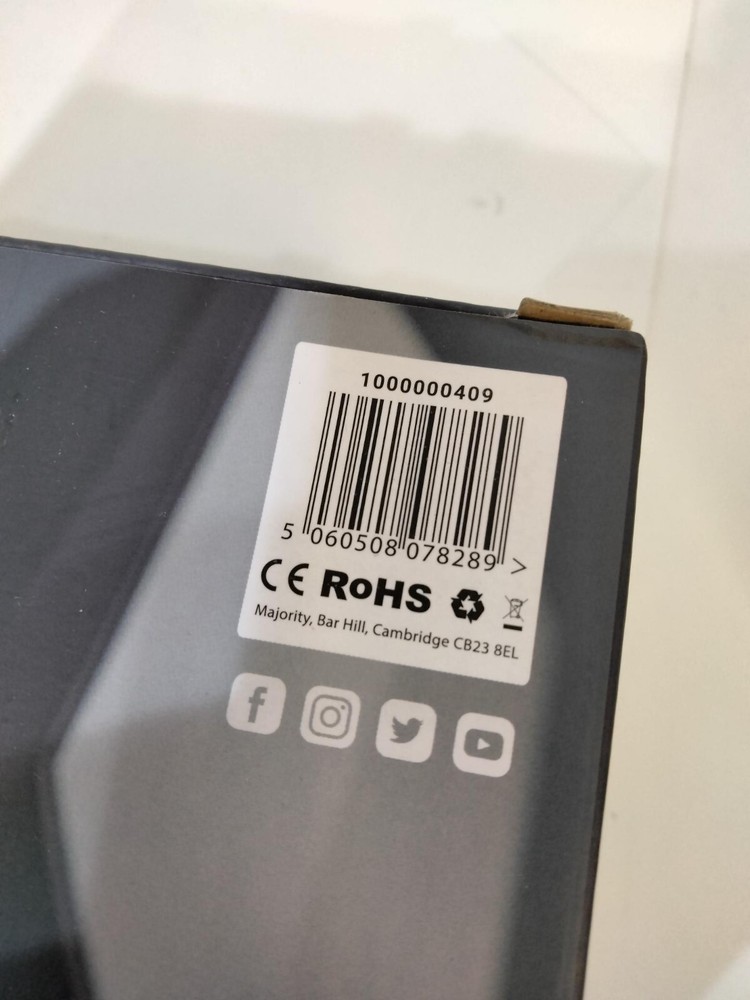 1000000409
5 060508 078289 >
CE RoHS
Majority, Bar Hill, Cambridge CB23 8EL